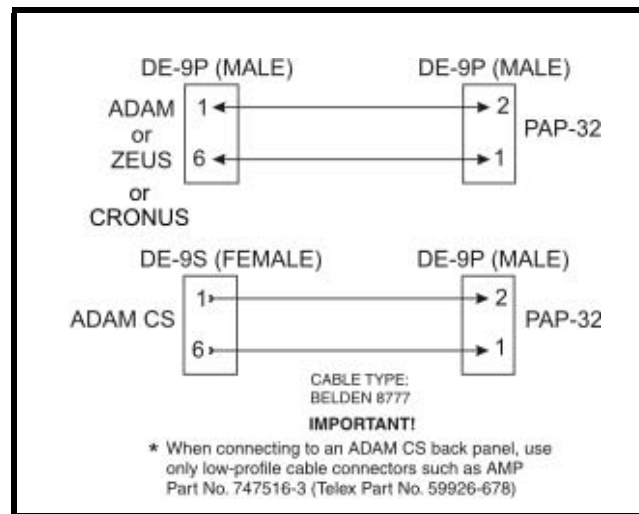 DE-9P (MALE) DE-9P (MALE)
ADAM 1 2
or PAP-32
ZEUS 6 1
or
CRONUS
DE-9S (FEMALE) DE-9P (MALE)
1 2
ADAM CS PAP-32
6 1
CABLE TYPE:
BELDEN 8777
IMPORTANT!
* When connecting to an ADAM CS back panel, use
only low-profile cable connectors such as AMP
Part No. 747516-3 (Telex Part No. 59926-678)